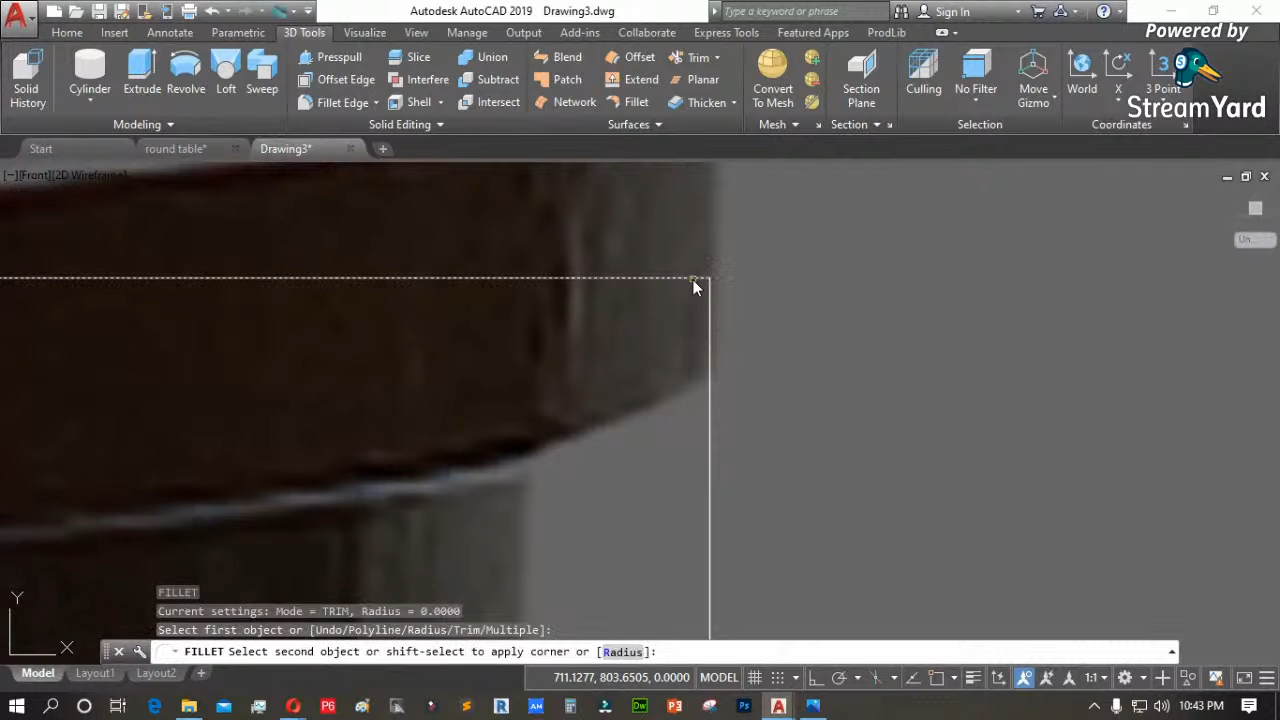 Autodesk AutoCAD 2019 Drawing3.dwg
Type a keyword or phrase
Sign In
Powered by
StreamYard
Home Insert Annotate Parametric 3D Tools Visualize View Manage Output Add-ins Collaborate Express Tools Featured Apps ProdLib
Solid History
Cylinder
Extrude
Revolve
Loft
Sweep
Presspull
Offset Edge
Fillet Edge
Slice
Interfere
Shell
Union
Subtract
Intersect
Blend
Patch
Network
Offset
Extend
Fillet
Trim
Planar
Thicken
Convert To Mesh
Section Plane
Culling
No Filter
Move Gizmo
World
X
3 Point
Modeling
Solid Editing
Surfaces
Mesh
Section
Selection
Coordinates
Start
round table*
Drawing3*
[−][Front][2D Wireframe]
Un...
Y
X
FILLET
Current settings: Mode = TRIM, Radius = 0.0000
Select first object or [Undo/Polyline/Radius/Trim/Multiple]:
FILLET Select second object or shift-select to apply corner or [Radius]:
Model Layout1 Layout2
711.1277, 803.6505, 0.0000
MODEL
1:1
10:43 PM